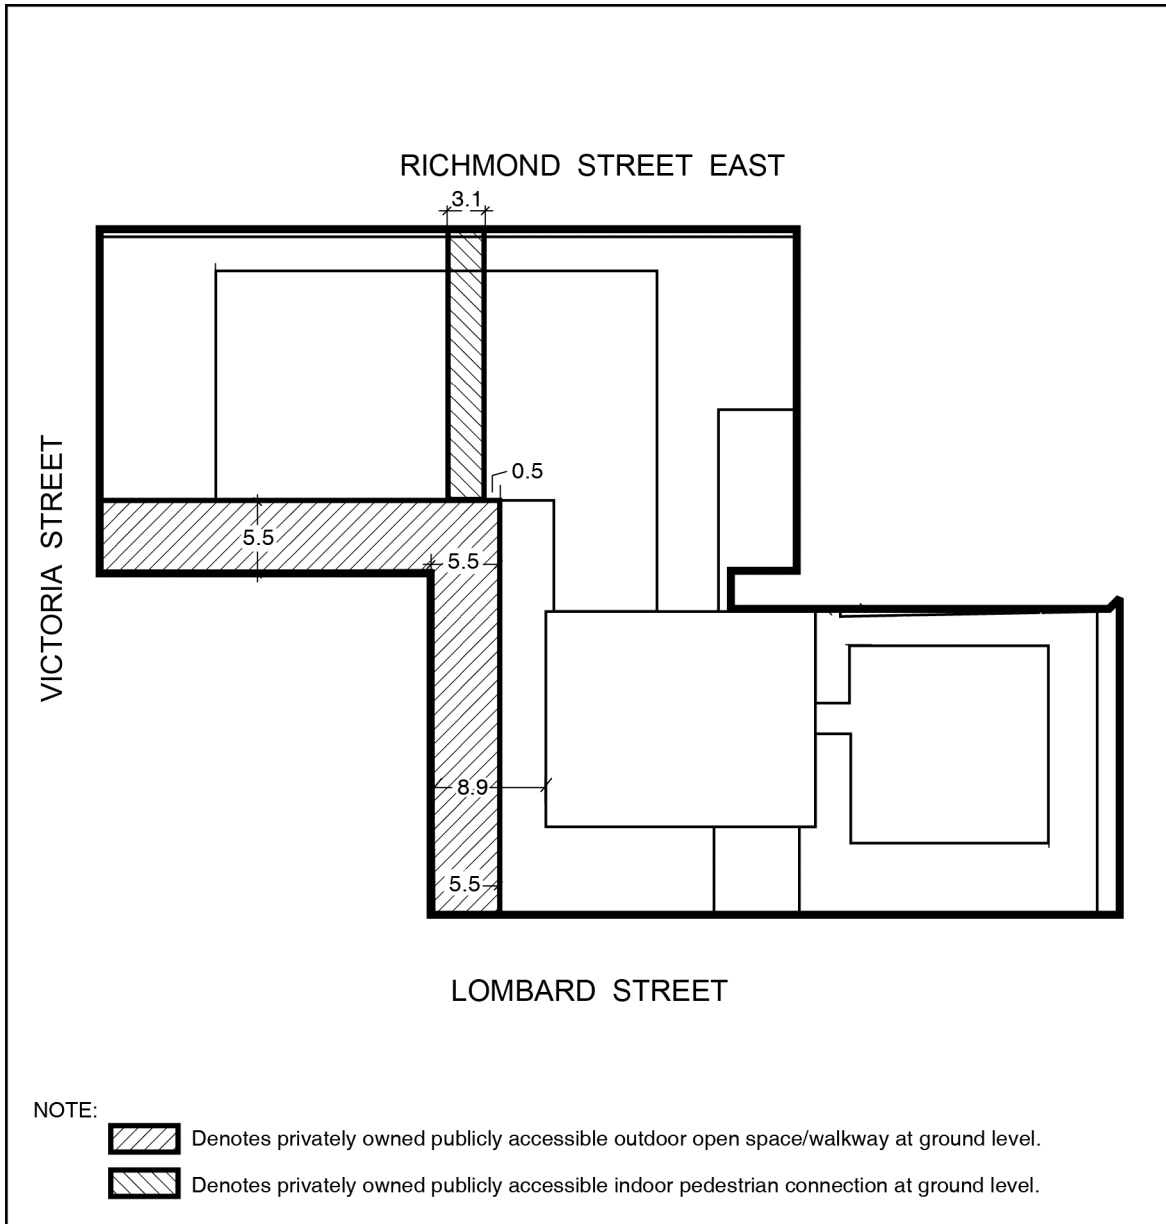 RICHMOND STREET EAST
3.1
0.5
VICTORIA STREET
5.5
5.5
8.9
5.5
LOMBARD STREET
NOTE:
Denotes privately owned publicly accessible outdoor open space/walkway at ground level.
Denotes privately owned publicly accessible indoor pedestrian connection at ground level.